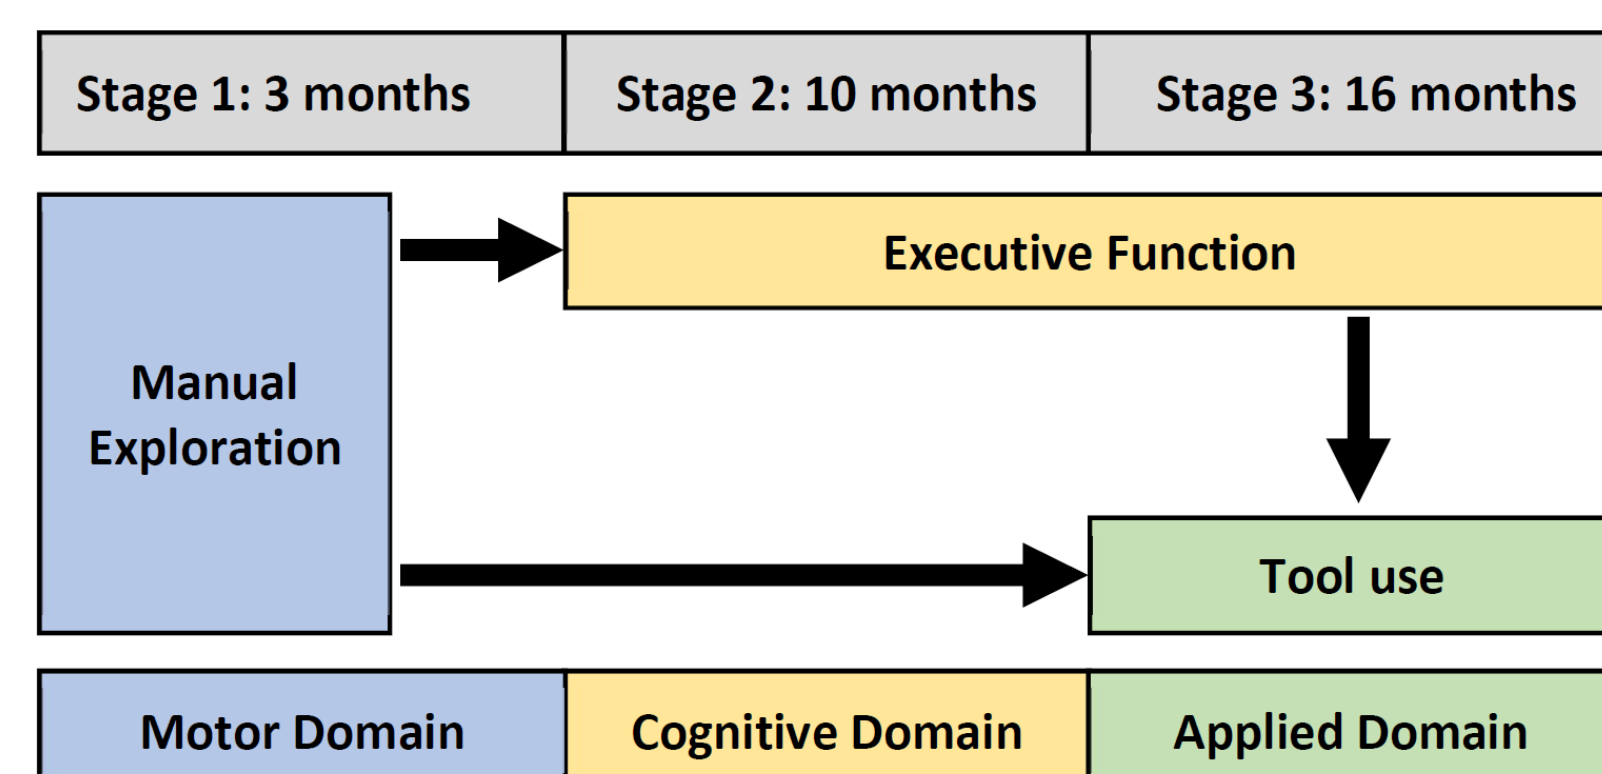 Stage 1: 3 months
Stage 2: 10 months
Stage 3: 16 months
Executive Function
Manual
Exploration
Tool use
Motor Domain
Cognitive Domain
Applied Domain